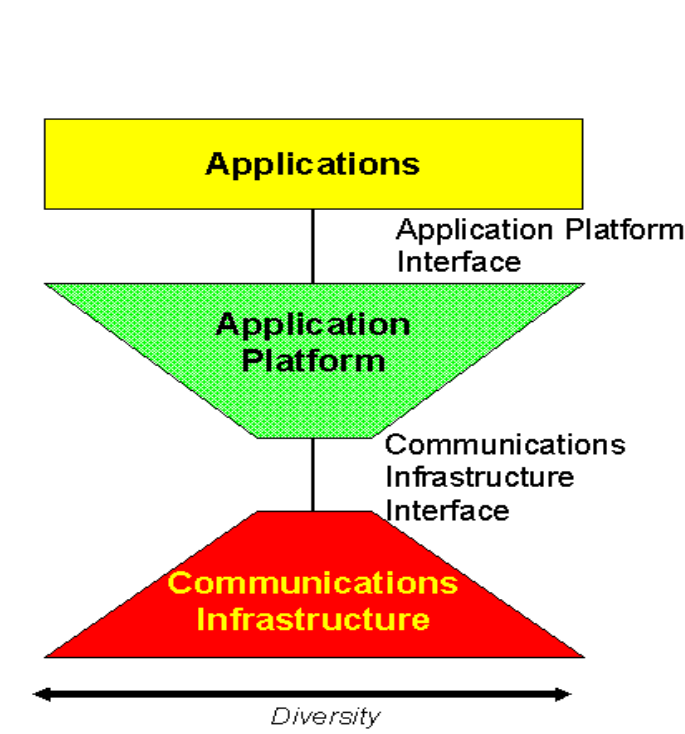 Applications
Application Platform
Interface
Application
Platform
Communications
Infrastructure
Interface
Communications
Infrastructure
Diversity